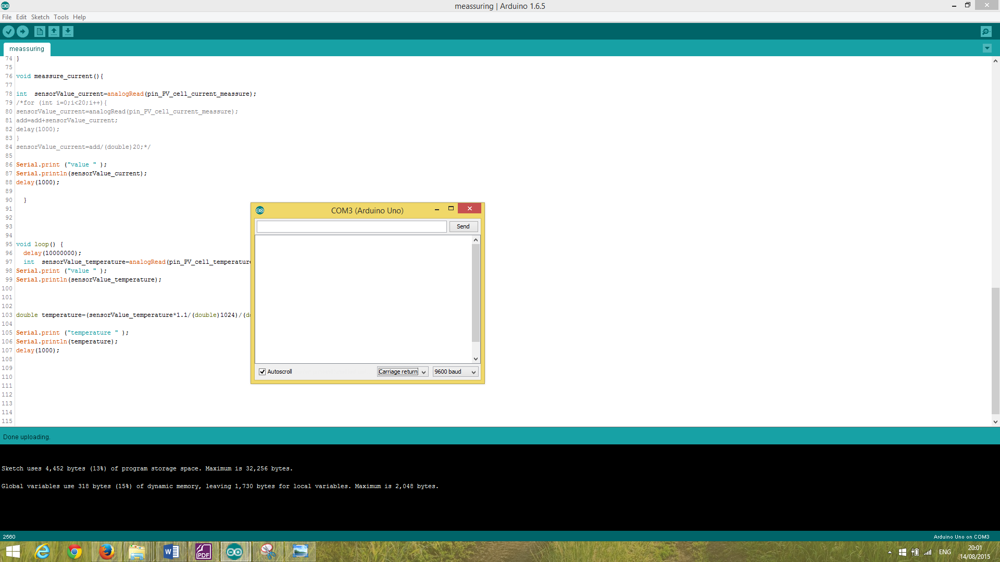 meassuring | Arduino 1.6.5
File Edit Sketch Tools Help
meassuring
74 }
75
76 void meassure_current(){
77
78 int  sensorValue_current=analogRead(pin_PV_cell_current_meassure);
79 /*for (int i=0;i<20;i++){
80 sensorValue_current=analogRead(pin_PV_cell_current_meassure);
81 add=add+sensorValue_current;
82 delay(1000);
83 }
84 sensorValue_current=add/(double)20;*/
85
86 Serial.print ("value " );
87 Serial.println(sensorValue_current);
88 delay(1000);
89
90   }
91
92
93
94
95 void loop() {
96   delay(10000000);
97   int  sensorValue_temperature=analogRead(pin_PV_cell_temperature
98 Serial.print ("value " );
99 Serial.println(sensorValue_temperature);
100
101
102
103 double temperature=(sensorValue_temperature*1.1/(double)1024)/(do
104
105 Serial.print ("temperature " );
106 Serial.println(temperature);
107 delay(1000);
108
109
110
111
112
113
114
115
COM3 (Arduino Uno)
Send
Autoscroll
Carriage return
9600 baud
Done uploading.
Sketch uses 4,452 bytes (13%) of program storage space. Maximum is 32,256 bytes.
Global variables use 318 bytes (15%) of dynamic memory, leaving 1,730 bytes for local variables. Maximum is 2,048 bytes.
2560
Arduino Uno on COM3
PDF
ENG
20:01
14/08/2015